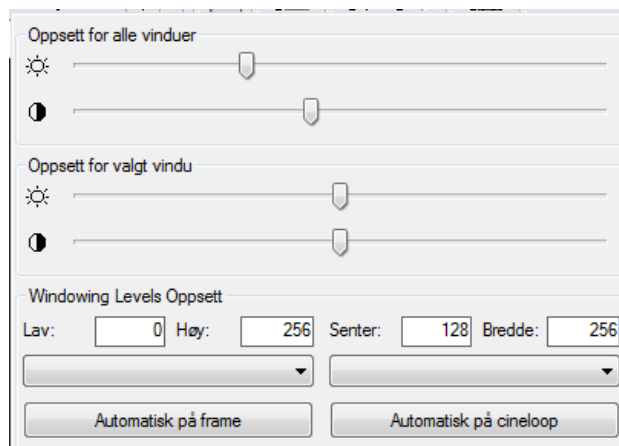 Oppsett for alle vinduer
Oppsett for valgt vindu
Windowing Levels Oppsett
Lav: 0 Høy: 256 Senter: 128 Bredde: 256
Automatisk på frame Automatisk på cineloop